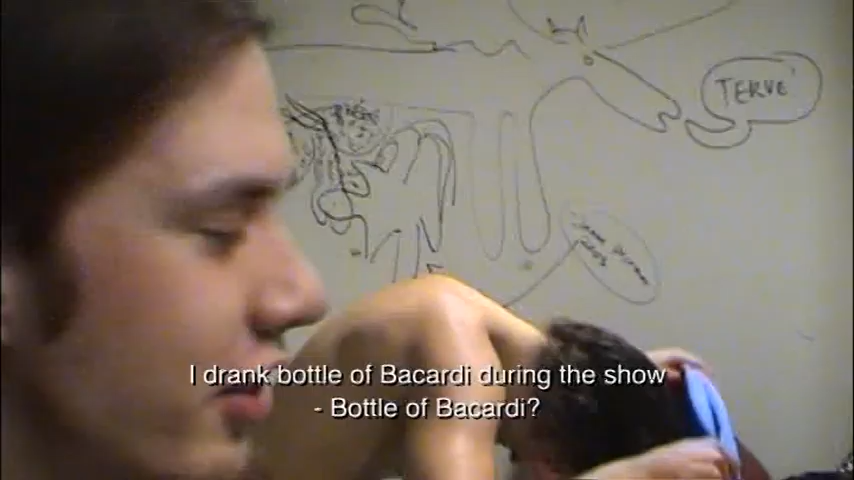 TERVE'
I drank bottle of Bacardi during the show
- Bottle of Bacardi?